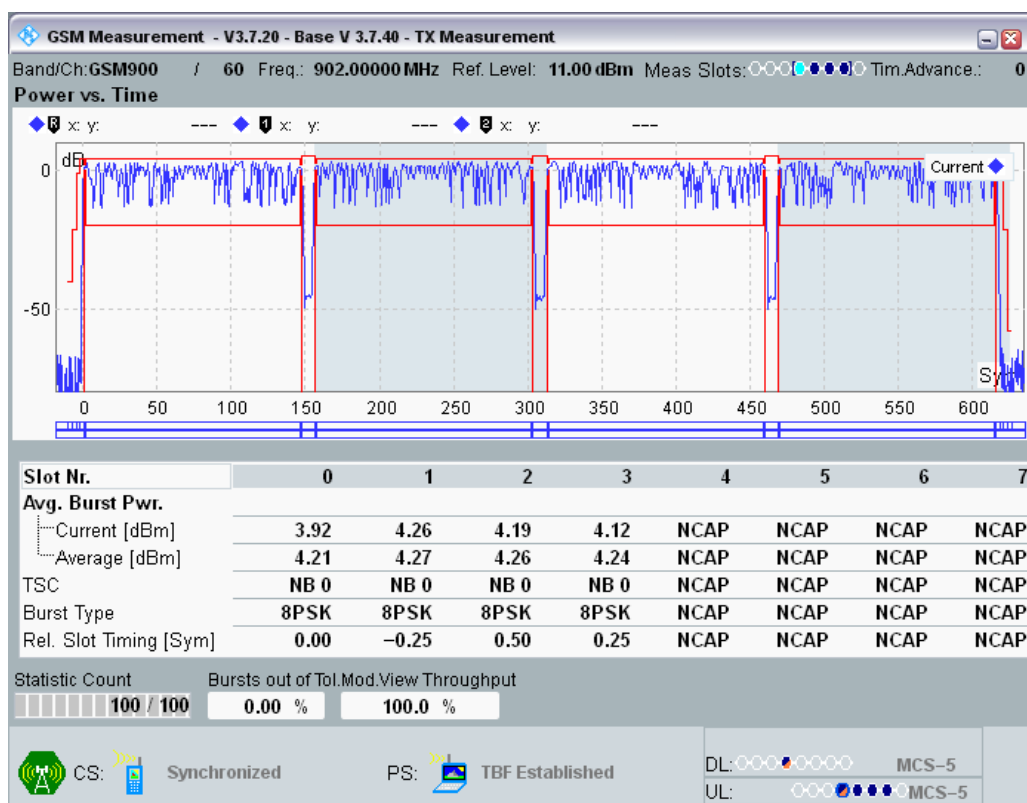 GSM Measurement - V3.7.20 - Base V 3.7.40 - TX Measurement
Band/Ch:GSM900 / 60 Freq.: 902.00000 MHz Ref. Level: 11.00 dBm Meas Slots: Tim.Advance.: 0
Power vs. Time
R x: y: --- 1 x: y: --- 2 x: y: ---
dB
Current
0
-50
0 50 100 150 200 250 300 350 400 450 500 550 600
Slot Nr. 0 1 2 3 4 5 6 7
Avg. Burst Pwr.
Current [dBm] 3.92 4.26 4.19 4.12 NCAP NCAP NCAP NCAP
Average [dBm] 4.21 4.27 4.26 4.24 NCAP NCAP NCAP NCAP
TSC NB 0 NB 0 NB 0 NB 0 NCAP NCAP NCAP NCAP
Burst Type 8PSK 8PSK 8PSK 8PSK NCAP NCAP NCAP NCAP
Rel. Slot Timing [Sym] 0.00 −0.25 0.50 0.25 NCAP NCAP NCAP NCAP
Statistic Count Bursts out of Tol. Mod.View Throughput
100 / 100 0.00 % 100.0 %
CS: Synchronized PS: TBF Established DL: MCS−5
UL: MCS−5